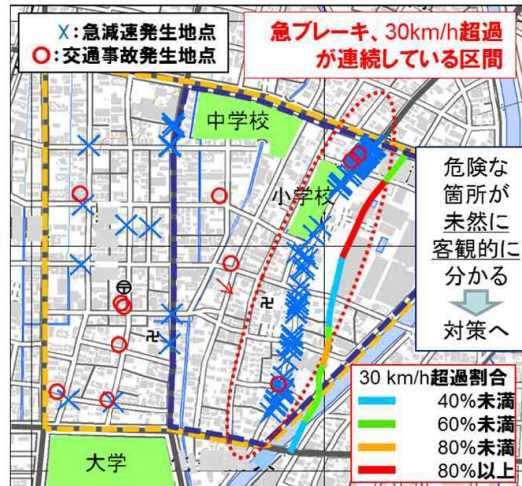 X:急減速発生地点
○:交通事故発生地点
急ブレーキ、30km/h超過
が連続している区間
中学校
小学校
危険な
箇所が
未然に
客観的に
分かる
対策へ
30 km/h超過割合
40%未満
60%未満
80%未満
80%以上
大学